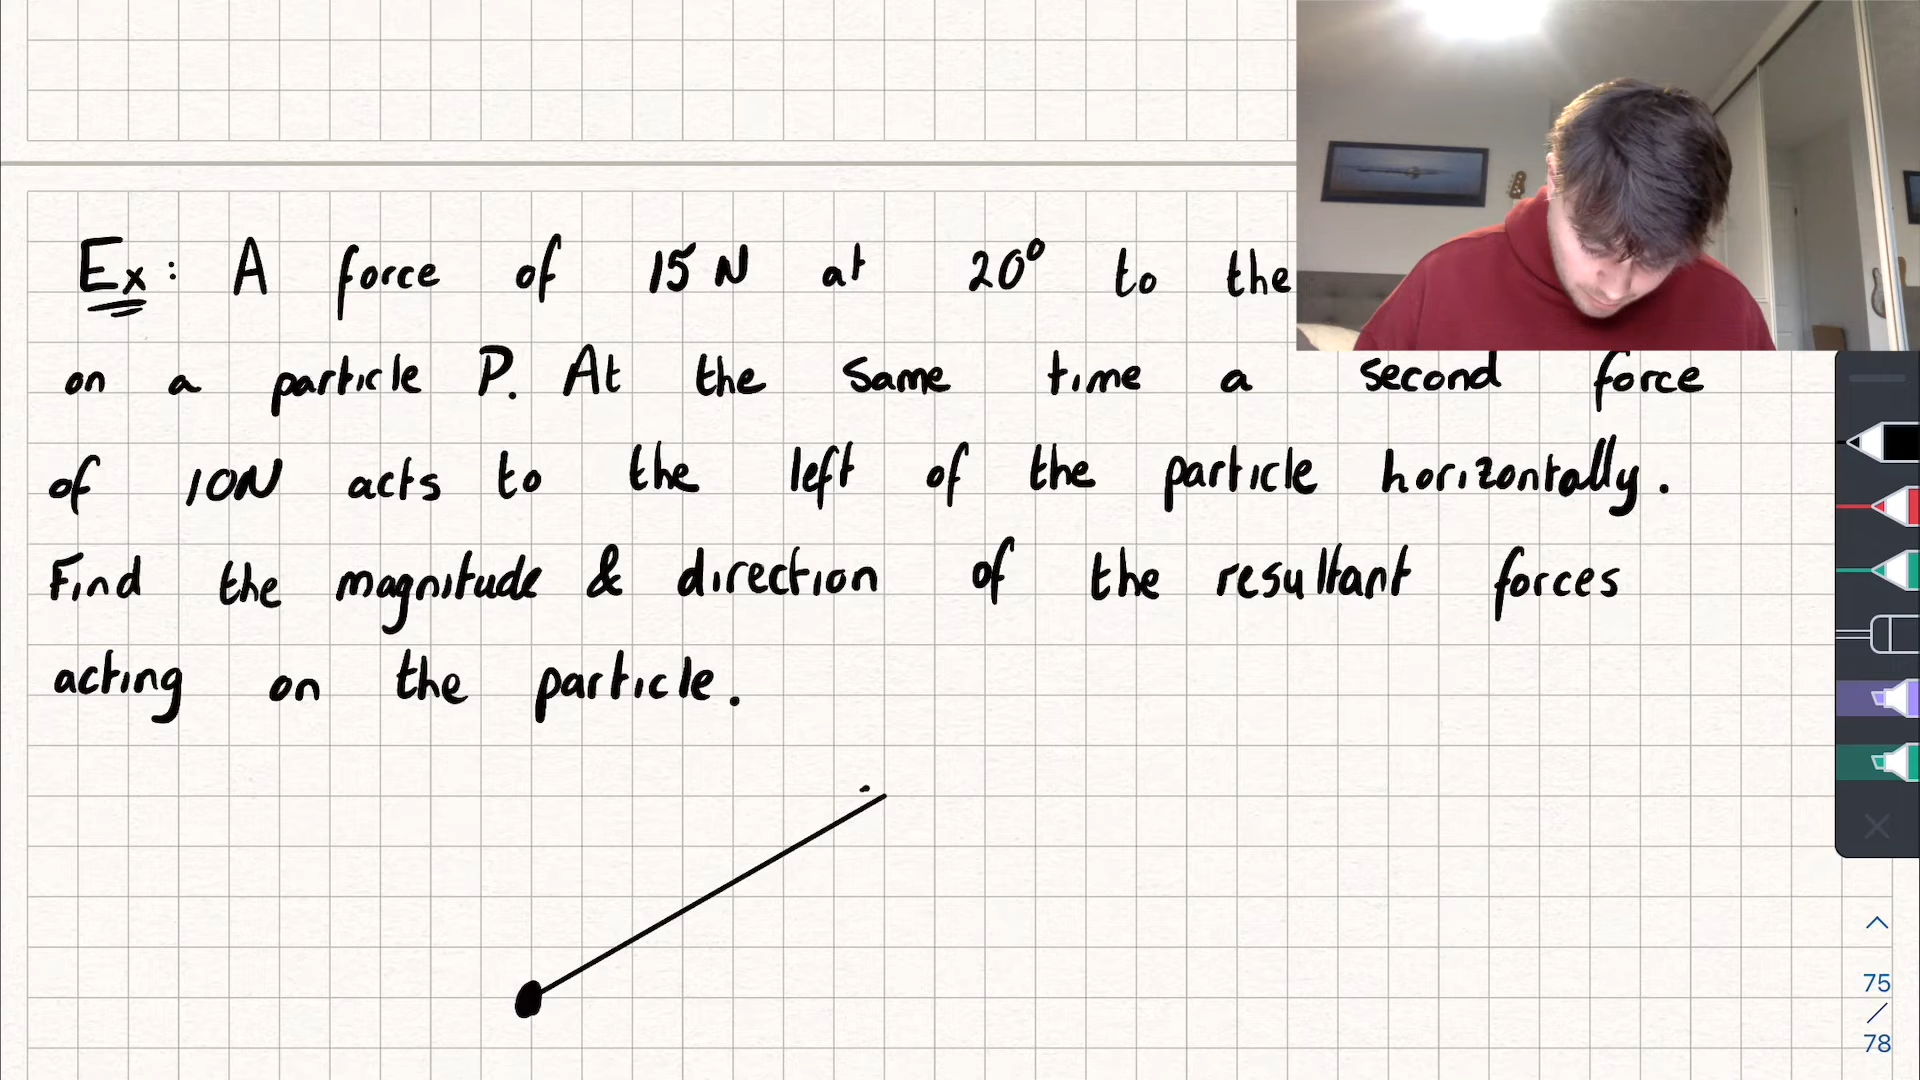 Ex: A force of 15 N at 20° to the
on a particle P. At the same time a second force
of 10N acts to the left of the particle horizontally.
Find the magnitude & direction of the resultant forces
acting on the particle.
75
/
78